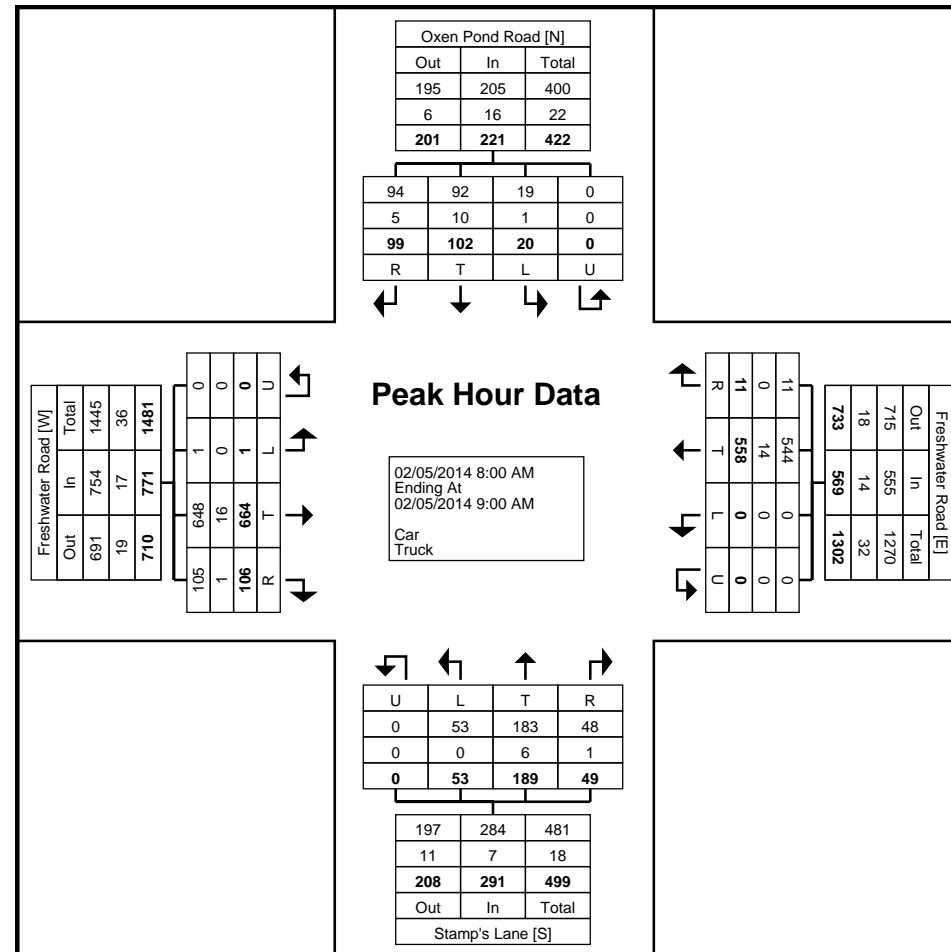 Oxen Pond Road [N]
Out In Total
195 205 400
6 16 22
201 221 422
94 92 19 0
5 10 1 0
99 102 20 0
R T L U
Peak Hour Data
02/05/2014 8:00 AM
Ending At
02/05/2014 9:00 AM
Car
Truck
Freshwater Road [W]
Total In Out
1445 754 691
36 17 19
1481 771 710
0 1 648 105
0 0 16 1
0 1 664 106
U L T R
R T L U
11 558 0 0
0 14 0 0
11 544 0 0
733 569 1302
18 14 32
715 555 1270
Out In Total
Freshwater Road [E]
U L T R
0 53 183 48
0 0 6 1
0 53 189 49
197 284 481
11 7 18
208 291 499
Out In Total
Stamp's Lane [S]